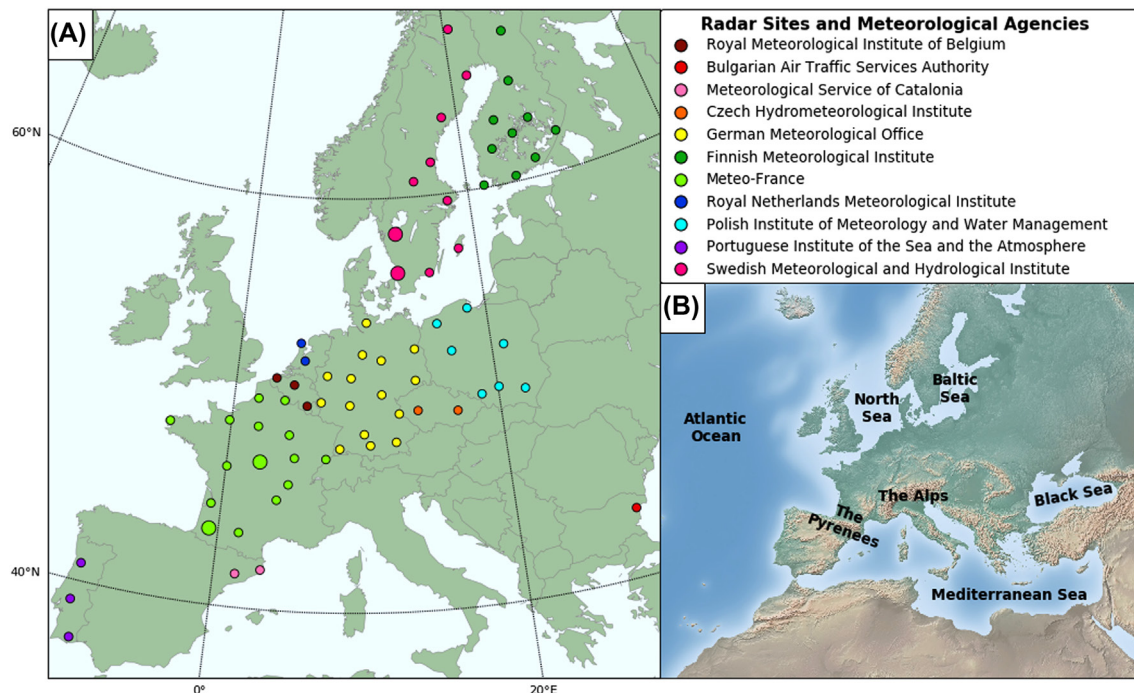 (A)
60°N
40°N
0°
20°E
Radar Sites and Meteorological Agencies
Royal Meteorological Institute of Belgium
Bulgarian Air Traffic Services Authority
Meteorological Service of Catalonia
Czech Hydrometeorological Institute
German Meteorological Office
Finnish Meteorological Institute
Meteo-France
Royal Netherlands Meteorological Institute
Polish Institute of Meteorology and Water Management
Portuguese Institute of the Sea and the Atmosphere
Swedish Meteorological and Hydrological Institute
(B)
Atlantic
Ocean
North
Sea
Baltic
Sea
The Alps
The
Pyrenees
Black Sea
Mediterranean Sea